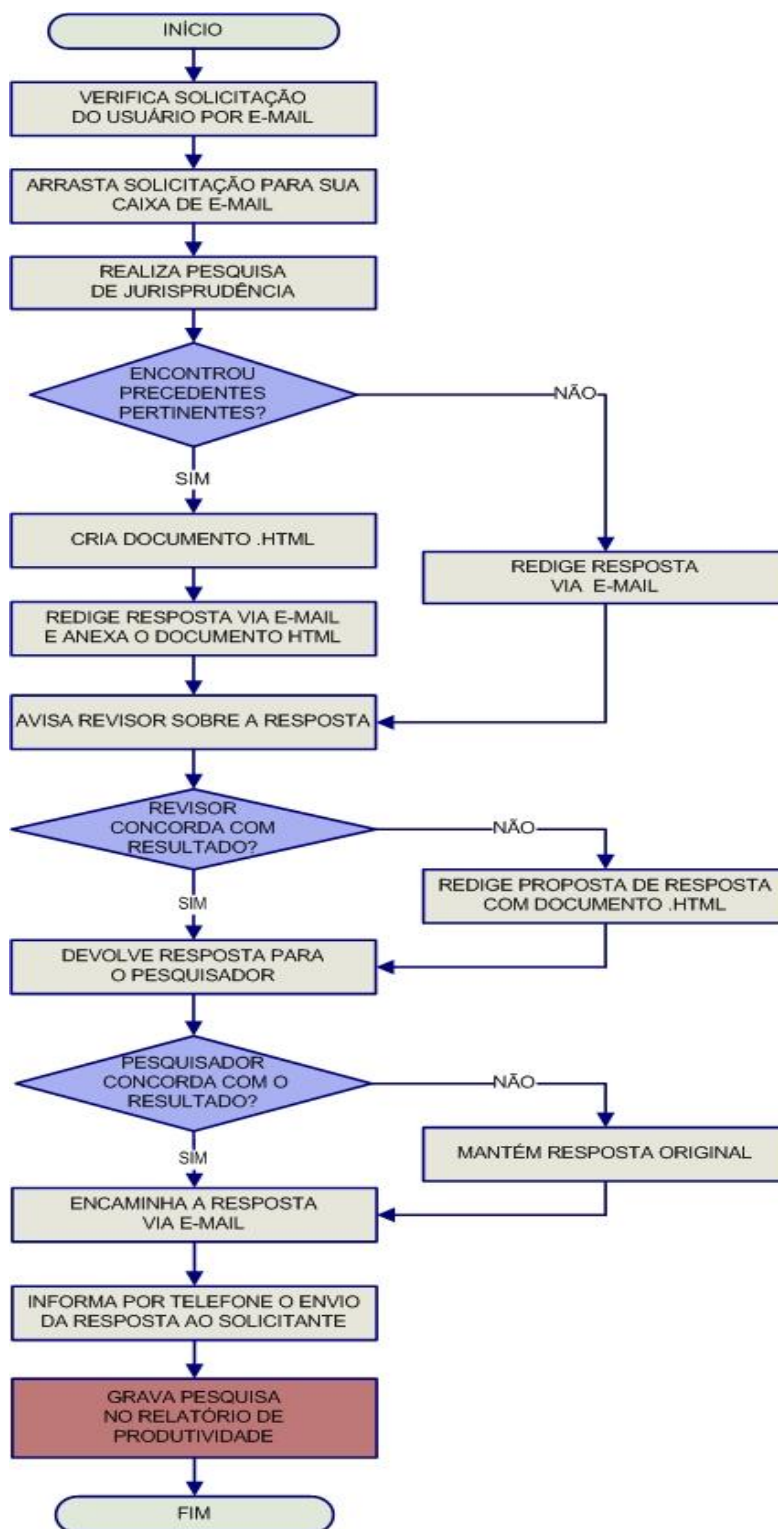 INÍCIO
VERIFICA SOLICITAÇÃO
DO USUÁRIO POR E-MAIL
ARRASTA SOLICITAÇÃO PARA SUA
CAIXA DE E-MAIL
REALIZA PESQUISA
DE JURISPRUDÊNCIA
ENCONTROU
PRECEDENTES
PERTINENTES?
NÃO
SIM
CRIA DOCUMENTO .HTML
REDIGE RESPOSTA
VIA E-MAIL
REDIGE RESPOSTA VIA E-MAIL
E ANEXA O DOCUMENTO HTML
AVISA REVISOR SOBRE A RESPOSTA
REVISOR
CONCORDA COM
RESULTADO?
NÃO
REDIGE PROPOSTA DE RESPOSTA
COM DOCUMENTO .HTML
SIM
DEVOLVE RESPOSTA PARA
O PESQUISADOR
PESQUISADOR
CONCORDA COM O
RESULTADO?
NÃO
MANTÉM RESPOSTA ORIGINAL
SIM
ENCAMINHA A RESPOSTA
VIA E-MAIL
INFORMA POR TELEFONE O ENVIO
DA RESPOSTA AO SOLICITANTE
GRAVA PESQUISA
NO RELATÓRIO DE
PRODUTIVIDADE
FIM